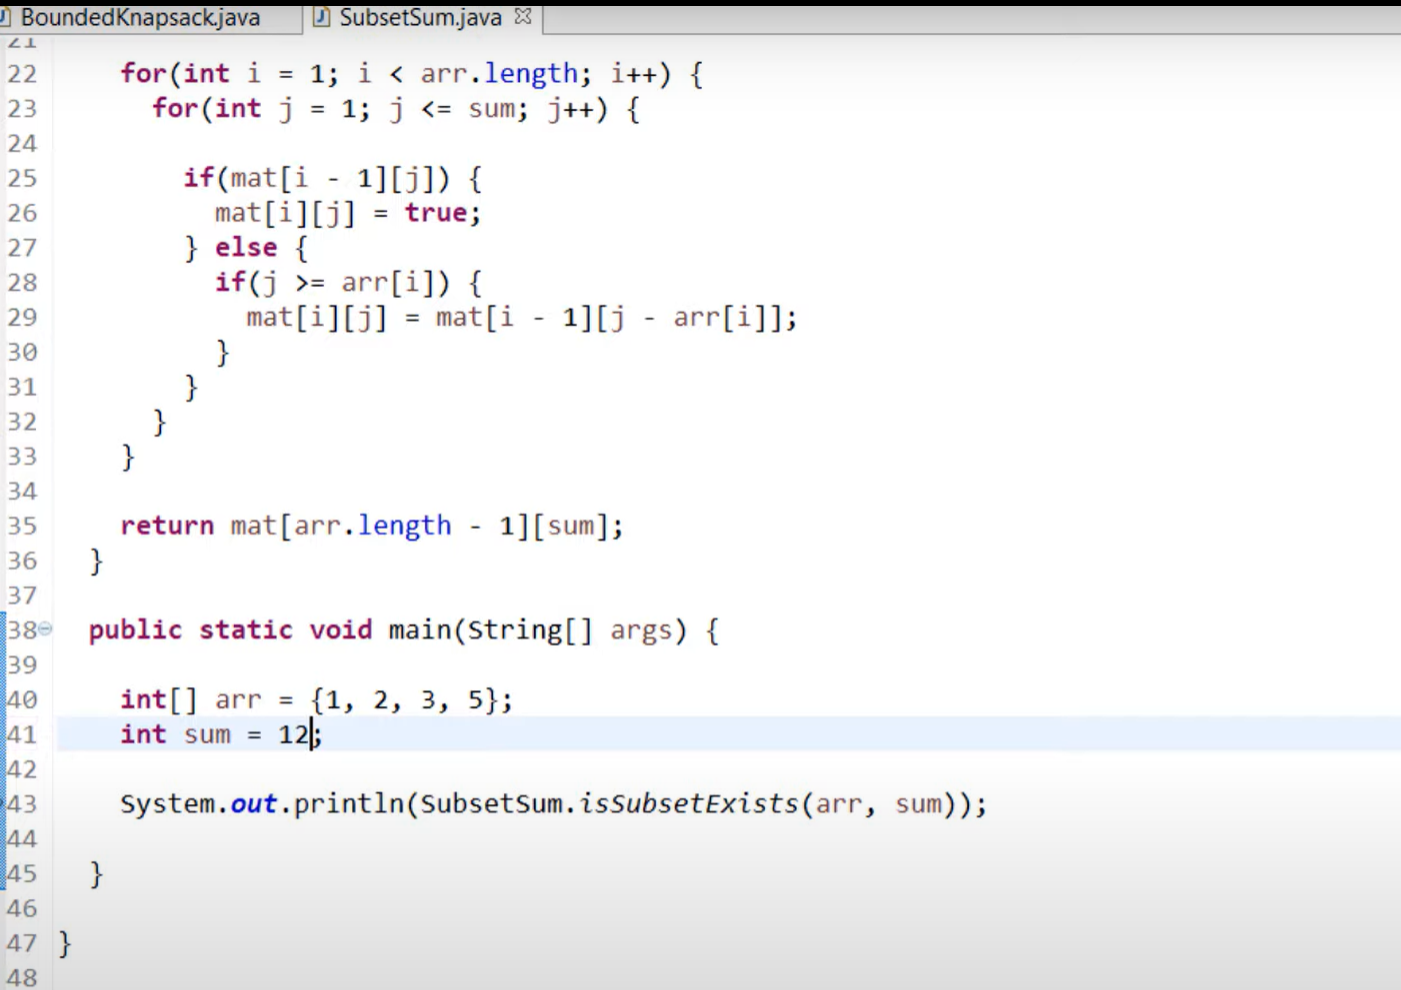 BoundedKnapsack.java SubsetSum.java
21
22 for(int i = 1; i < arr.length; i++) {
23 for(int j = 1; j <= sum; j++) {
24
25 if(mat[i - 1][j]) {
26 mat[i][j] = true;
27 } else {
28 if(j >= arr[i]) {
29 mat[i][j] = mat[i - 1][j - arr[i]];
30 }
31 }
32 }
33 }
34
35 return mat[arr.length - 1][sum];
36 }
37
38 public static void main(String[] args) {
39
40 int[] arr = {1, 2, 3, 5};
41 int sum = 12;
42
43 System.out.println(SubsetSum.isSubsetExists(arr, sum));
44
45 }
46
47 }
48